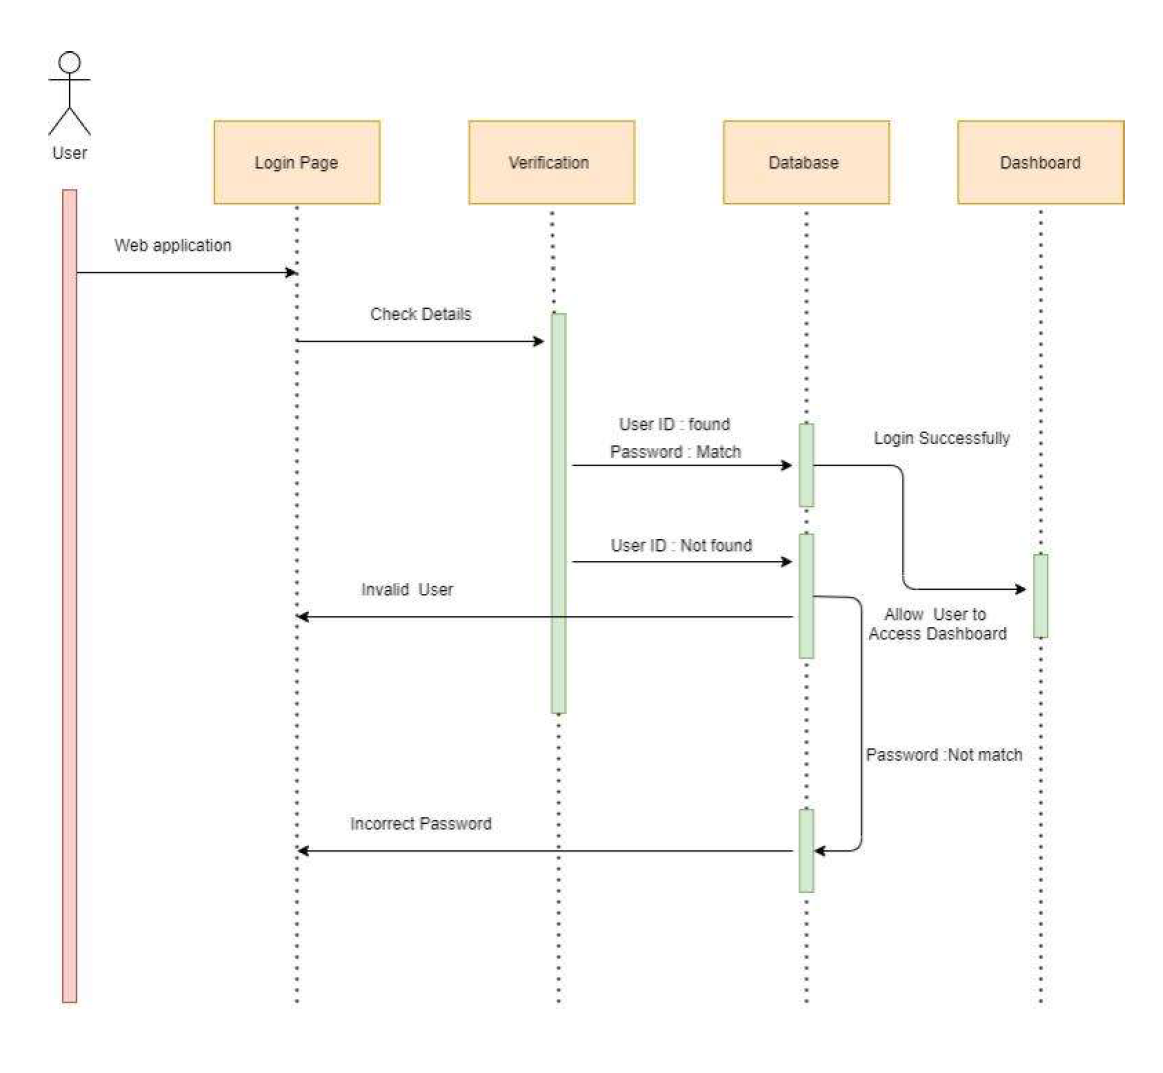 User
Login Page
Verification
Database
Dashboard
Web application
Check Details
User ID : found
Password : Match
Login Successfully
User ID : Not found
Invalid User
Allow User to
Access Dashboard
Password :Not match
Incorrect Password